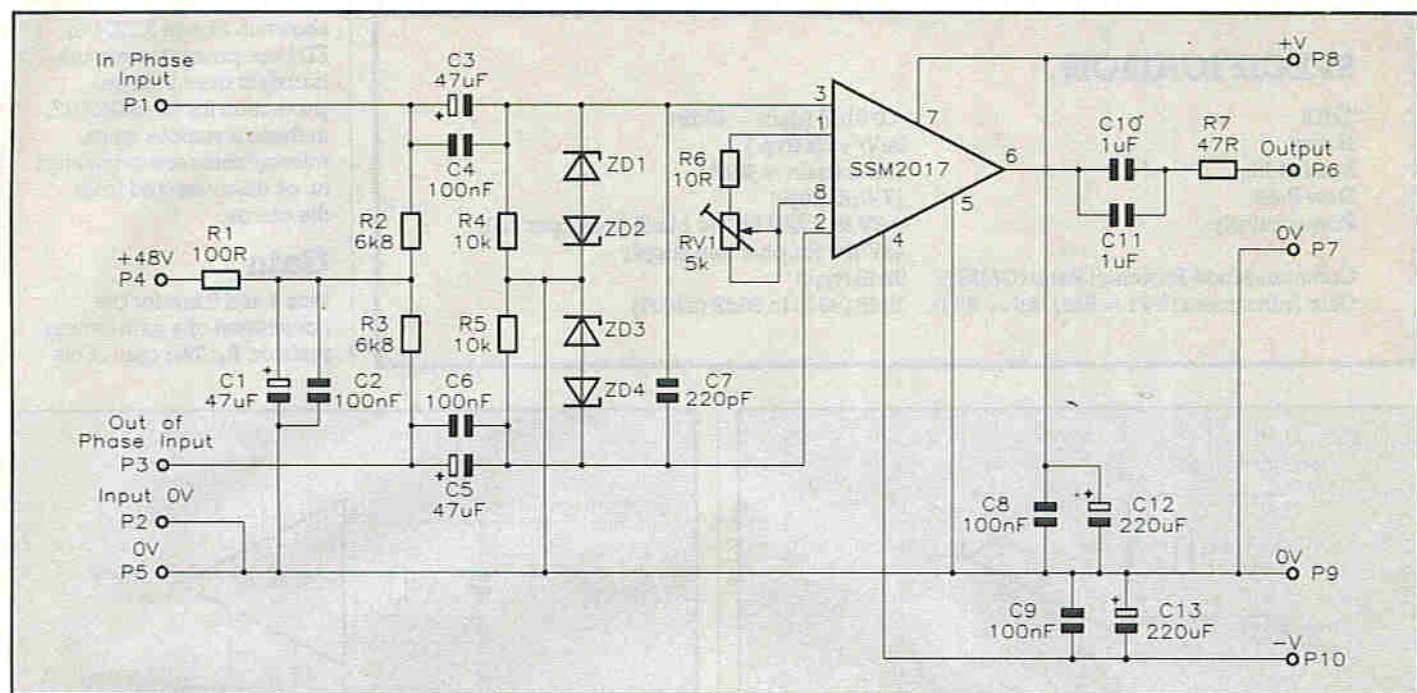 In Phase
Input
P1
C3
47uF
+
C4
100nF
R2
6k8
R4
10k
ZD1
ZD2
R1
100R
+48V
P4
R3
6k8
R5
10k
ZD3
ZD4
C1
47uF
+
C2
100nF
C6
100nF
C7
220pF
Out of
Phase Input
P3
+
C5
47uF
Input 0V
P2
0V
P5
R6
10R
RV1
5k
3
1
8
2
SSM2017
7
6
5
4
+V
P8
C10
1uF
R7
47R
Output
P6
C11
1uF
0V
P7
C8
100nF
+
C12
220uF
0V
P9
C9
100nF
+
C13
220uF
-V
P10